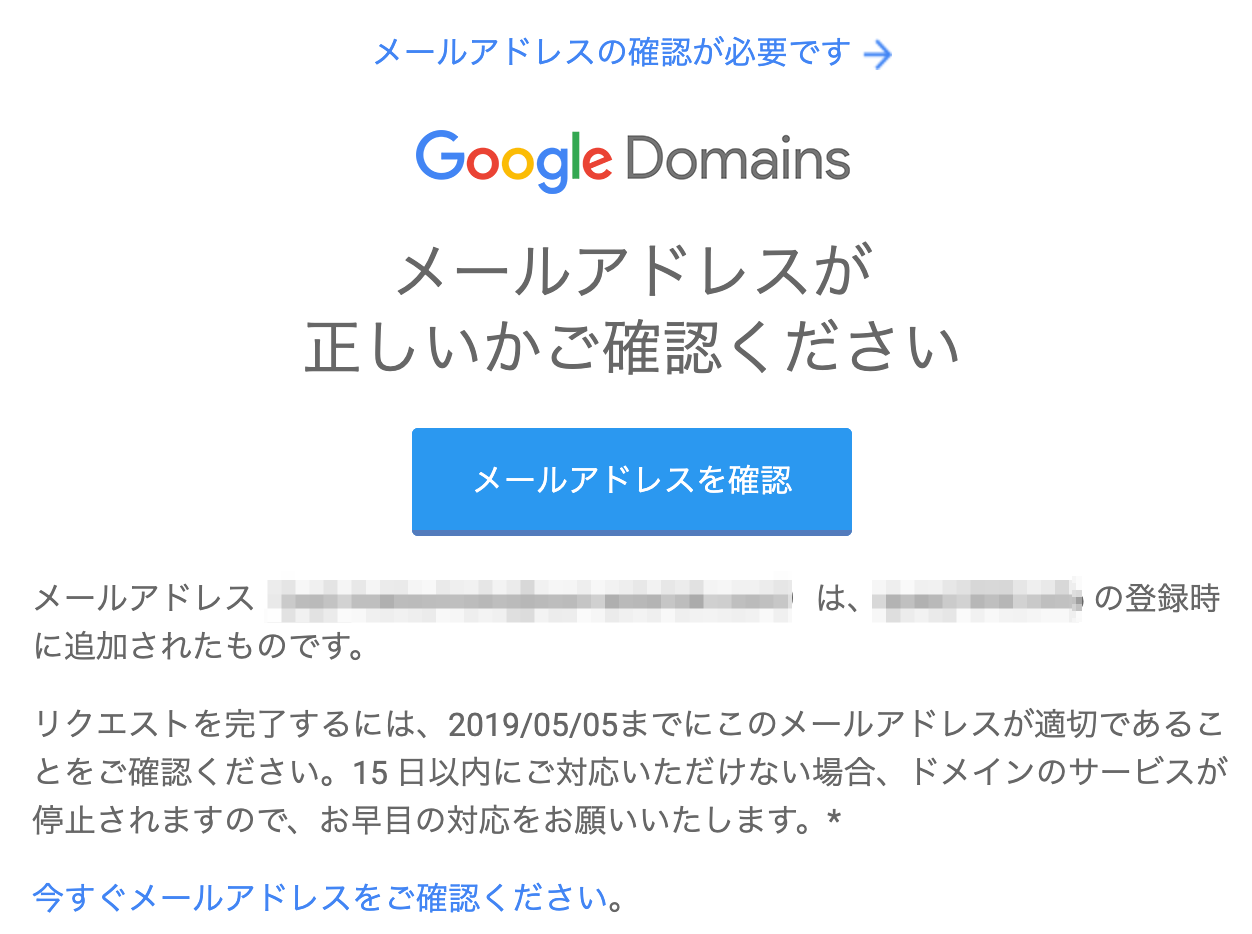 メールアドレスの確認が必要です →
Google Domains
メールアドレスが
正しいかご確認ください
メールアドレスを確認
メールアドレス は、 の登録時
に追加されたものです。
リクエストを完了するには、2019/05/05までにこのメールアドレスが適切であるこ
とをご確認ください。15 日以内にご対応いただけない場合、ドメインのサービスが
停止されますので、お早目の対応をお願いいたします。*
今すぐメールアドレスをご確認ください。